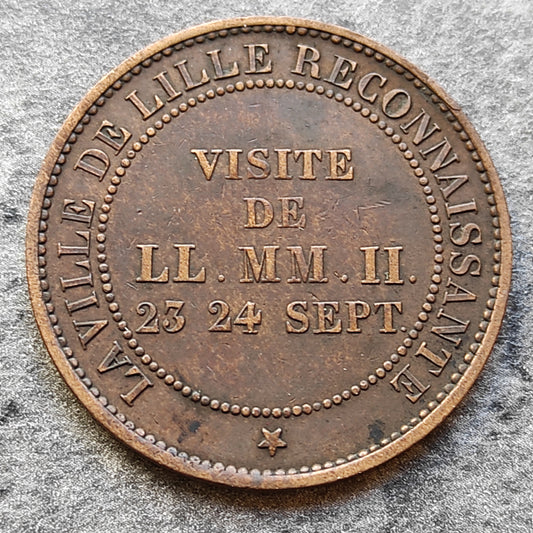 LA VILLE DE LILLE RECONNAISSANTE
VISITE
DE
LL. MM. II.
23 24 SEPT.